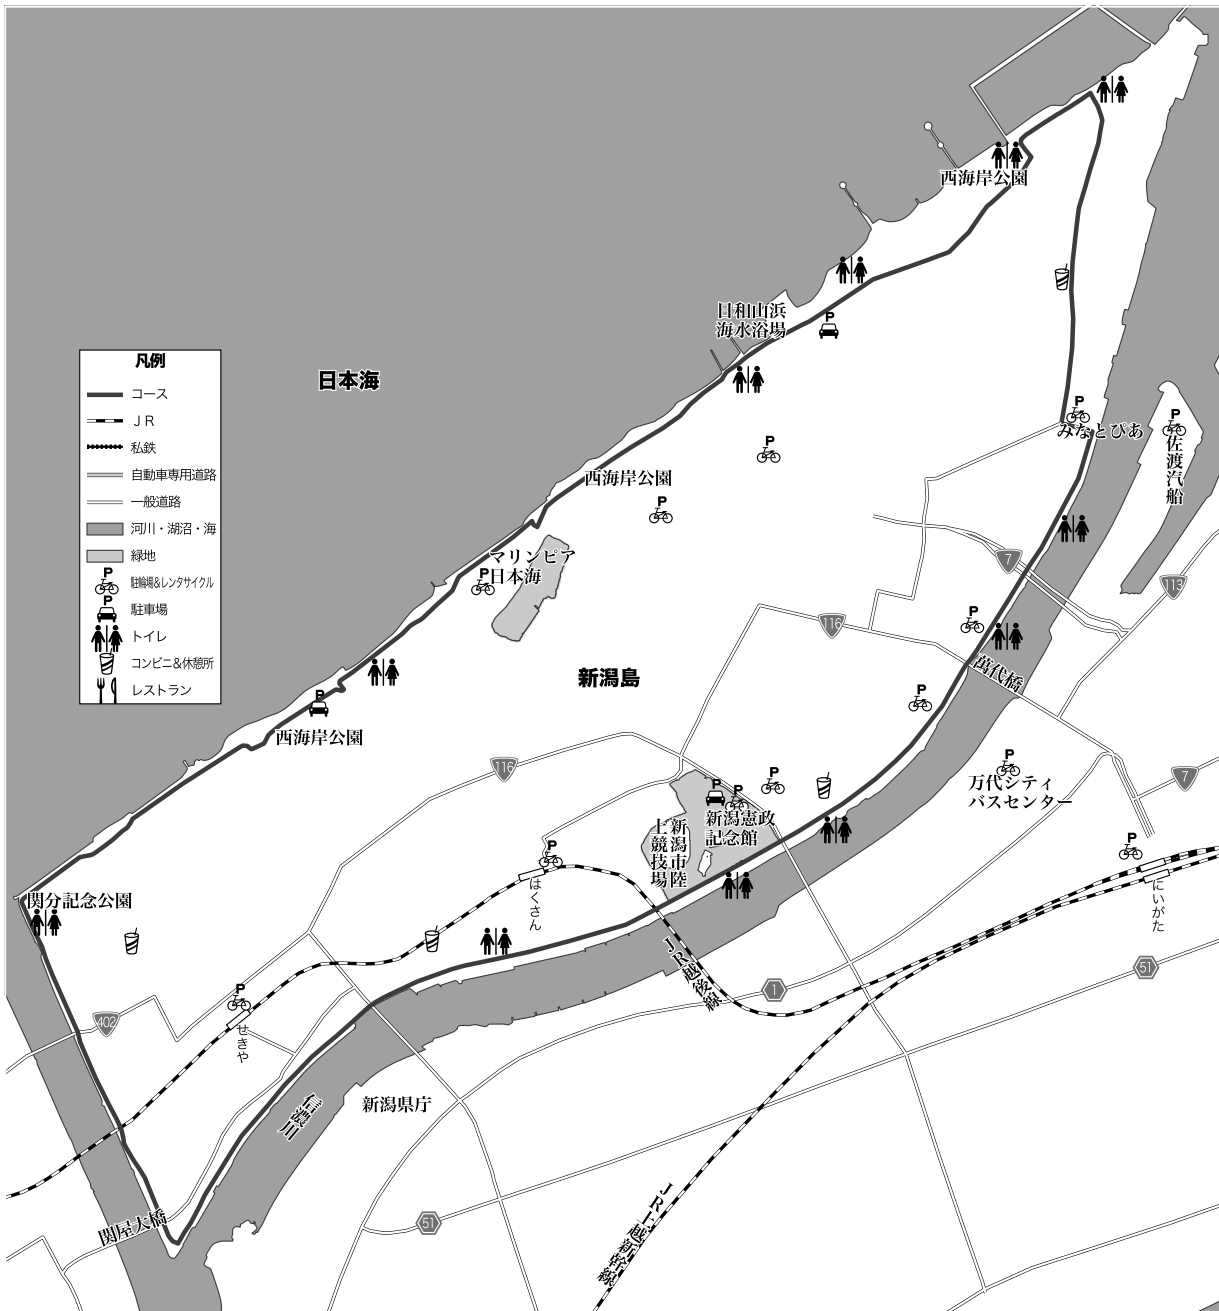 西海岸公園
日和山浜
海水浴場
P
凡例
コース
ＪＲ
私鉄
自動車専用道路
一般道路
河川・湖沼・海
緑地
P
駐輪場&レンタサイクル
P
駐車場
トイレ
コンビニ&休憩所
レストラン
日本海
P
みなとぴあ
P
佐渡汽船
P
西海岸公園
P
マリンピア
日本海
P
7
113
116
P
萬代橋
新潟島
P
P
西海岸公園
116
P
万代シティ
バスセンター
7
P
P
P
新潟憲政
記念館
新潟市陸
上競技場
P
はくさん
P
にいがた
関分記念公園
JR越後線
1
51
P
せきや
402
信濃川
新潟県庁
関屋大橋
51
JR上越新幹線